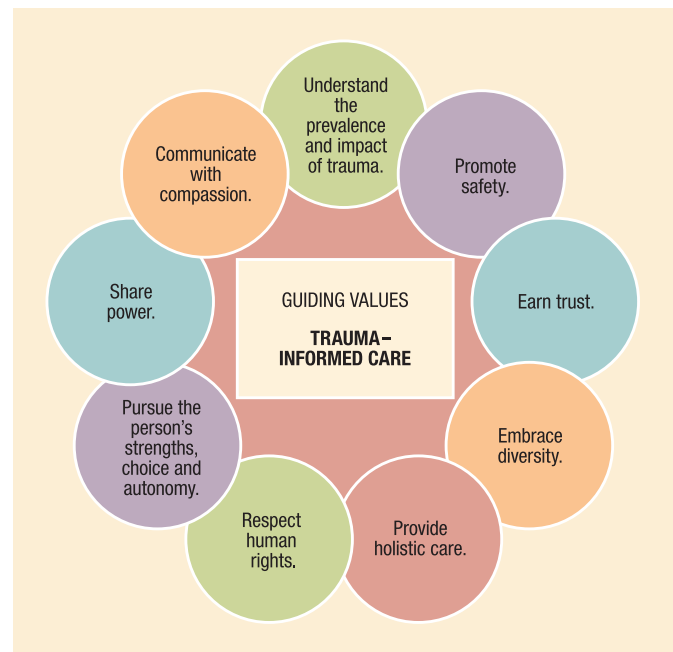 Understand
the
prevalence
and impact
of trauma.
Promote
safety.
Earn trust.
Embrace
diversity.
Provide
holistic care.
Respect
human
rights.
Pursue the
person’s
strengths,
choice and
autonomy.
Share
power.
Communicate
with
compassion.
GUIDING VALUES
TRAUMA–
INFORMED CARE